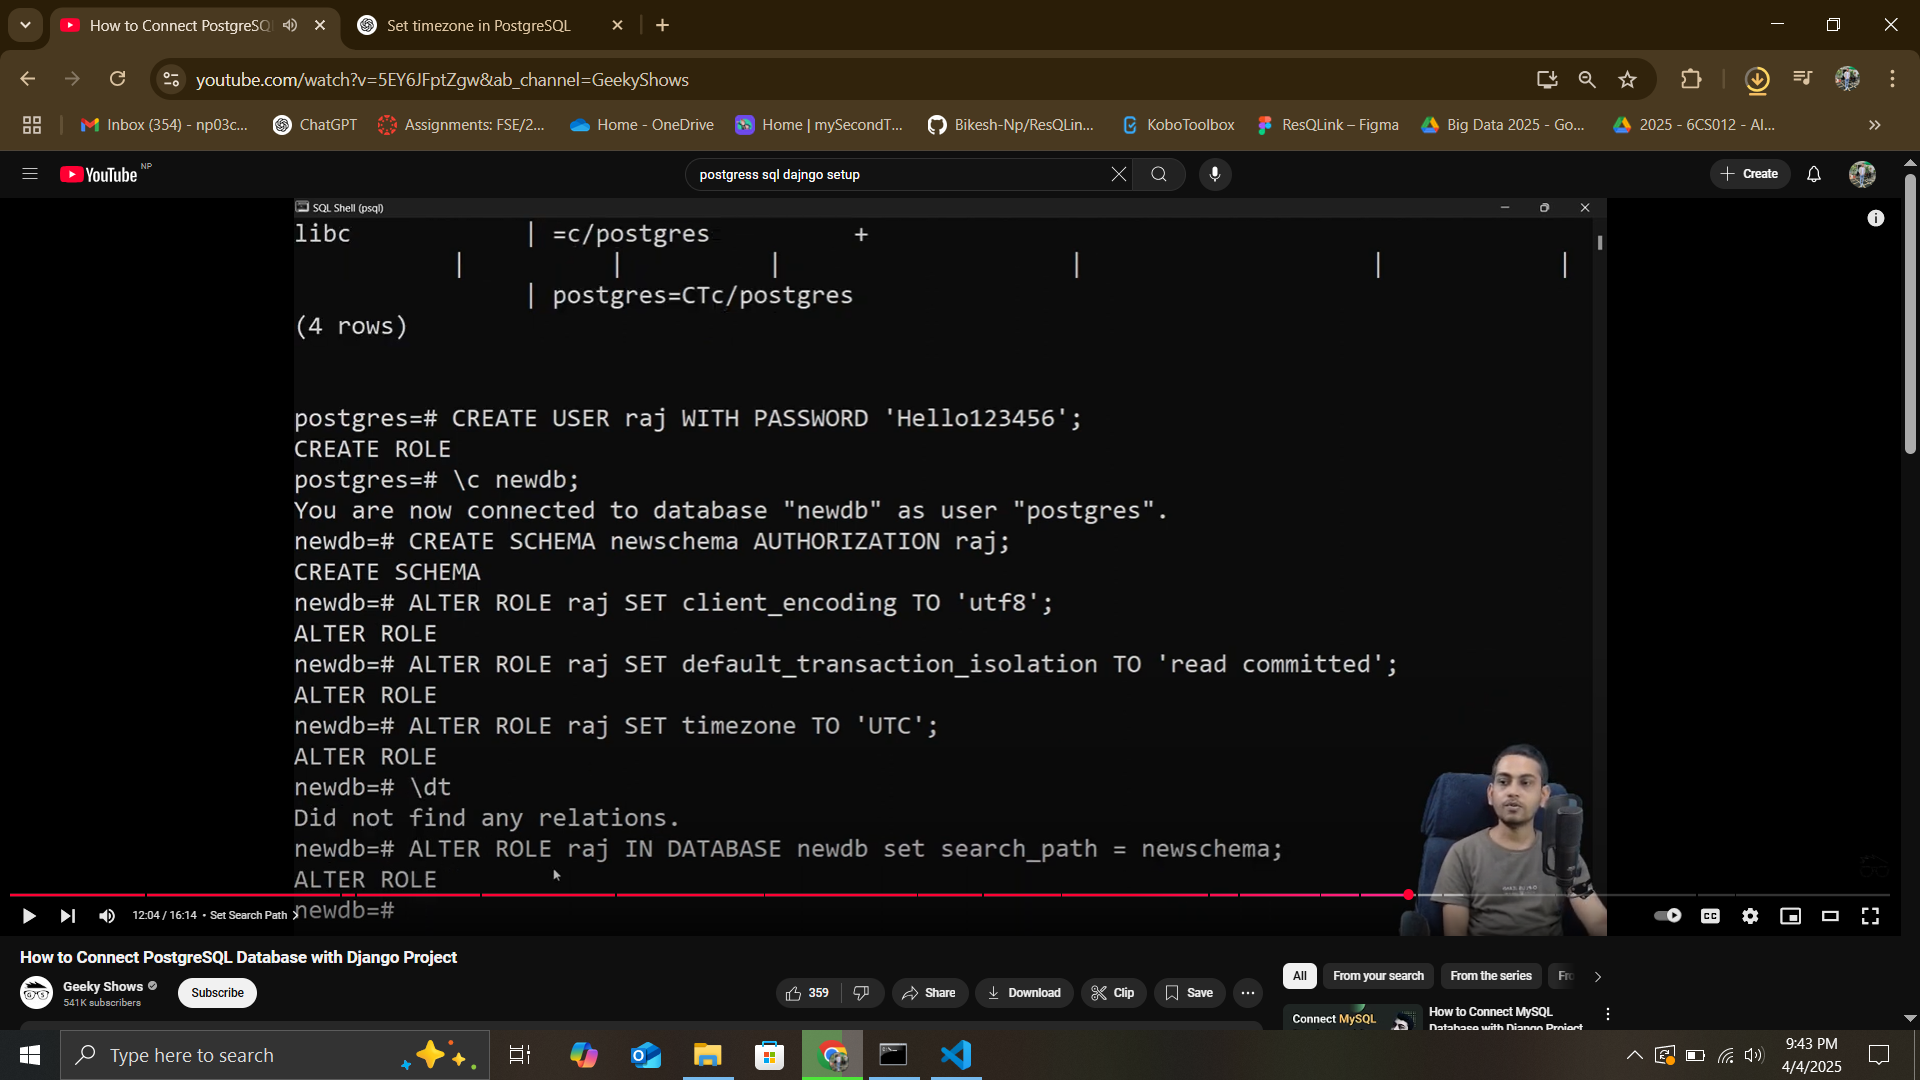 How to Connect PostgreSQL
Set timezone in PostgreSQL
youtube.com/watch?v=5EY6JFptZgw&ab_channel=GeekyShows
Inbox (354) - np03c...
ChatGPT
Assignments: FSE/2...
Home - OneDrive
Home | mySecondT...
Bikesh-Np/ResQLin...
KoboToolbox
ResQLink – Figma
Big Data 2025 - Go...
2025 - 6CS012 - AI...
YouTube NP
postgress sql dajngo setup
Create
SQL Shell (psql)
libc | =c/postgres +
| | | | | |
| postgres=CTc/postgres
(4 rows)
postgres=# CREATE USER raj WITH PASSWORD 'Hello123456';
CREATE ROLE
postgres=# \c newdb;
You are now connected to database "newdb" as user "postgres".
newdb=# CREATE SCHEMA newschema AUTHORIZATION raj;
CREATE SCHEMA
newdb=# ALTER ROLE raj SET client_encoding TO 'utf8';
ALTER ROLE
newdb=# ALTER ROLE raj SET default_transaction_isolation TO 'read committed';
ALTER ROLE
newdb=# ALTER ROLE raj SET timezone TO 'UTC';
ALTER ROLE
newdb=# \dt
Did not find any relations.
newdb=# ALTER ROLE raj IN DATABASE newdb set search_path = newschema;
ALTER ROLE
newdb=#
12:04 / 16:14 • Set Search Path
CC
How to Connect PostgreSQL Database with Django Project
Geeky Shows
541K subscribers
Subscribe
359
Share
Download
Clip
Save
All
From your search
From the series
Fro
Connect MySQL
How to Connect MySQL
Database with Django Project
Type here to search
9:43 PM
4/4/2025